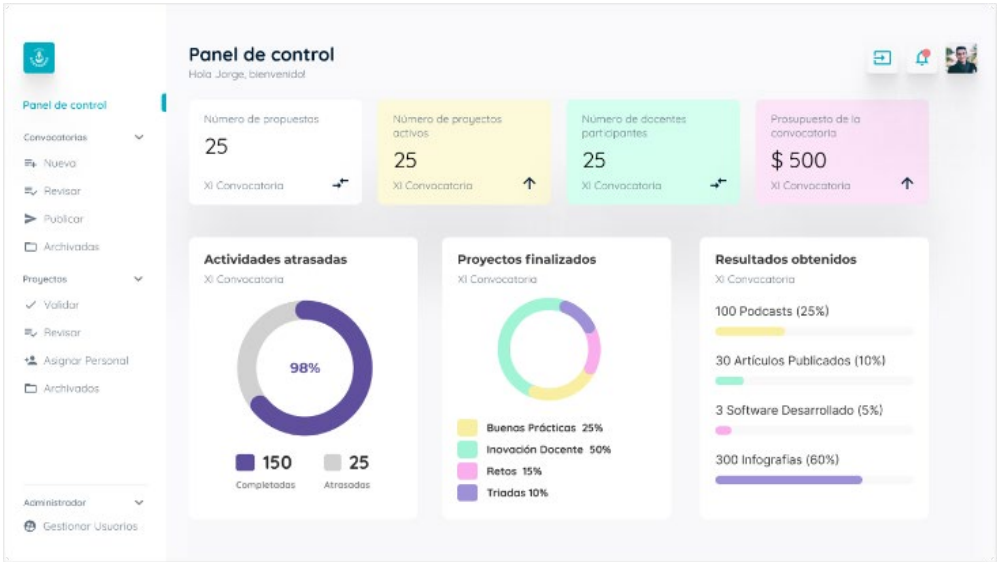 Panel de control
Hola Jorge, bienvenido!
Panel de control
Convocatorias
Nueva
Revisar
Publicar
Archivadas
Proyectos
Validar
Revisar
Asignar Personal
Archivados
Administrador
Gestionar Usuarios
Número de propuestas
25
XI Convocatoria
Número de proyectos
activos
25
XI Convocatoria
Número de docentes
participantes
25
XI Convocatoria
Prosupuesto de la
convocatoria
$ 500
XI Convocatoria
Actividades atrasadas
XI Convocatoria
98%
150
Completadas
25
Atrasadas
Proyectos finalizados
XI Convocatoria
Buenas Prácticas 25%
Inovación Docente 50%
Retos 15%
Triadas 10%
Resultados obtenidos
XI Convocatoria
100 Podcasts (25%)
30 Artículos Publicados (10%)
3 Software Desarrollado (5%)
300 Infografias (60%)